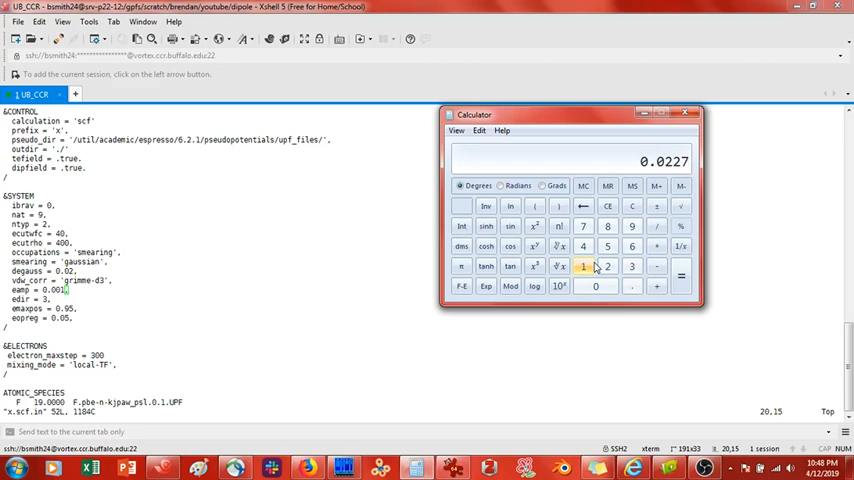 UB_CCR - bsmith24@srv-p22-12:/gpfs/scratch/brendan/youtube/dipole - Xshell 5 (Free for Home/School)
File Edit View Tools Tab Window Help
ssh://bsmith24:***************@vortex.ccr.buffalo.edu:22
To add the current session, click on the left arrow button.
1 UB_CCR × +
&CONTROL
calculation = 'scf'
prefix = 'x',
pseudo_dir = '/util/academic/espresso/6.2.1/pseudopotentials/upf_files/',
outdir = './'
tefield = .true.
dipfield = .true.
/
&SYSTEM
ibrav = 0,
nat = 9,
ntyp = 2,
ecutwfc = 40,
ecutrho = 400,
occupations = 'smearing',
smearing = 'gaussian',
degauss = 0.02,
vdw_corr = 'grimme-d3',
eamp = 0.001,
edir = 3,
emaxpos = 0.95,
eopreg = 0.05,
/
&ELECTRONS
electron_maxstep = 300
mixing_mode = 'local-TF',
/
ATOMIC_SPECIES
F 19.0000 F.pbe-n-kjpaw_psl.0.1.UPF
"x.scf.in" 52L, 1184C 20,15 Top
Calculator
View Edit Help
0.0227
Degrees Radians Grads MC MR MS M+ M-
Inv ln ( ) ← CE C ± √
Int sinh sin x² n! 7 8 9 / %
dms cosh cos xʸ ʸ√x 4 5 6 * 1/x
π tanh tan x³ ³√x 1 2 3 - =
F-E Exp Mod log 10ˣ 0 . +
Send text to the current tab only
ssh://bsmith24@vortex.ccr.buffalo.edu:22 SSH2 xterm 191x33 20,15 1 session CAP NUM
10:48 PM
4/12/2019